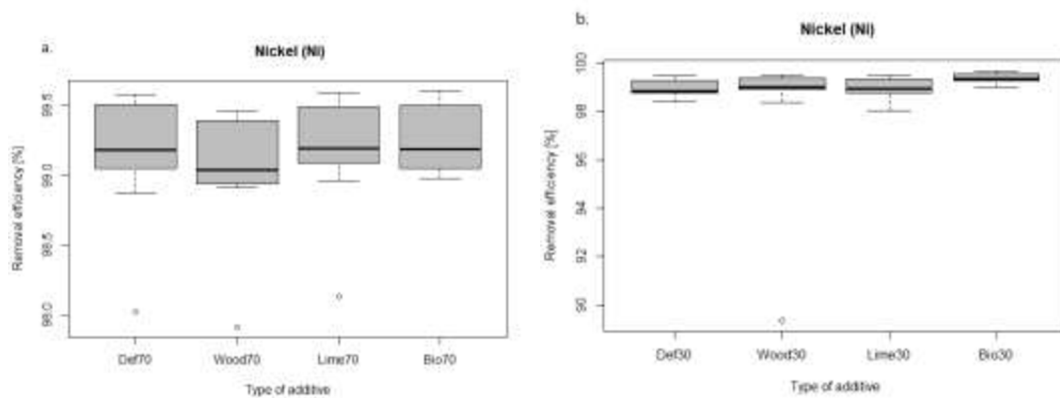 a.
Nickel (Ni)
Removal efficiency [%]
99.5
99.0
98.5
98.0
Def70 Wood70 Lime70 Bio70
Type of additive
b.
Nickel (Ni)
Removal efficiency [%]
100
98
96
94
92
90
Def30 Wood30 Lime30 Bio30
Type of additive